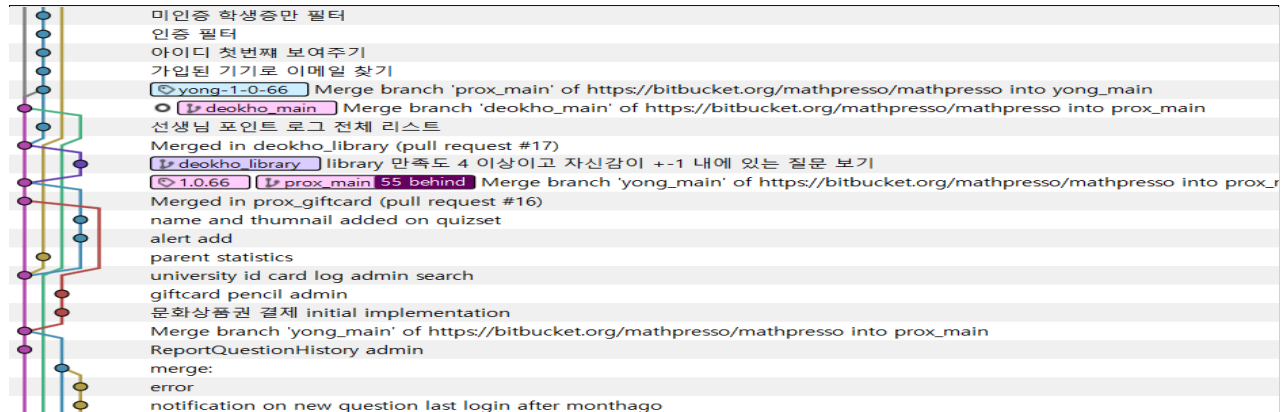 미인증 학생증만 필터
인증 필터
아이디 첫번째 보여주기
가입된 기기로 이메일 찾기
yong-1-0-66 Merge branch 'prox_main' of https://bitbucket.org/mathpresso/mathpresso into yong_main
deokho_main Merge branch 'deokho_main' of https://bitbucket.org/mathpresso/mathpresso into prox_main
선생님 포인트 로그 전체 리스트
Merged in deokho_library (pull request #17)
deokho_library library 만족도 4 이상이고 자신감이 +-1 내에 있는 질문 보기
1.0.66 prox_main 55 behind Merge branch 'yong_main' of https://bitbucket.org/mathpresso/mathpresso into prox_r
Merged in prox_giftcard (pull request #16)
name and thumnail added on quizset
alert add
parent statistics
university id card log admin search
giftcard pencil admin
문화상품권 결제 initial implementation
Merge branch 'yong_main' of https://bitbucket.org/mathpresso/mathpresso into prox_main
ReportQuestionHistory admin
merge:
error
notification on new question last login after monthago